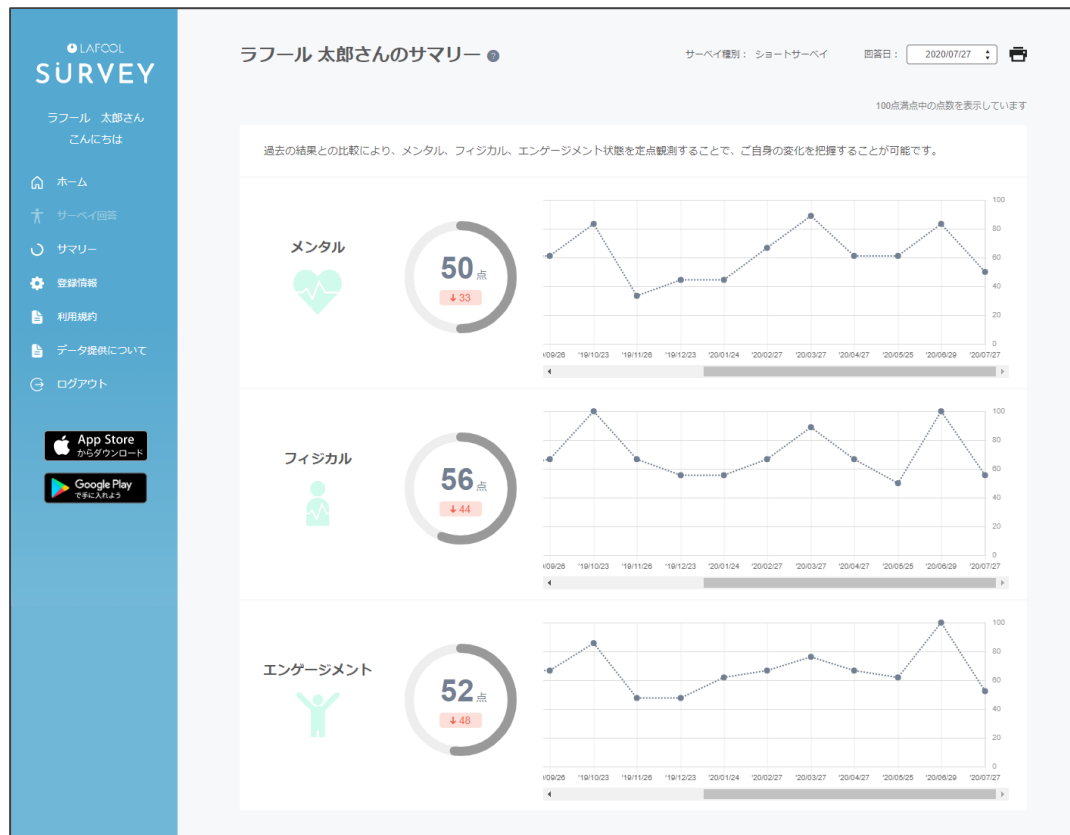 LAFOOL
SURVEY
ラフール 太郎さん
こんにちは
ホーム
サーベイ回答
サマリー
登録情報
利用規約
データ提供について
ログアウト
App Store
からダウンロード
Google Play
で手に入れよう
ラフール 太郎さんのサマリー ?
サーベイ種別： ショートサーベイ 回答日： 2020/07/27
100点満点中の点数を表示しています
過去の結果との比較により、メンタル、フィジカル、エンゲージメント状態を定点観測することで、ご自身の変化を把握することが可能です。
メンタル
50点
↓33
100
80
60
40
20
0
/09/26 '19/10/23 '19/11/26 '19/12/23 '20/01/24 '20/02/27 '20/03/27 '20/04/27 '20/05/25 '20/06/29 '20/07/27
フィジカル
56点
↓44
100
80
60
40
20
0
/09/26 '19/10/23 '19/11/26 '19/12/23 '20/01/24 '20/02/27 '20/03/27 '20/04/27 '20/05/25 '20/06/29 '20/07/27
エンゲージメント
52点
↓48
100
80
60
40
20
0
/09/26 '19/10/23 '19/11/26 '19/12/23 '20/01/24 '20/02/27 '20/03/27 '20/04/27 '20/05/25 '20/06/29 '20/07/27